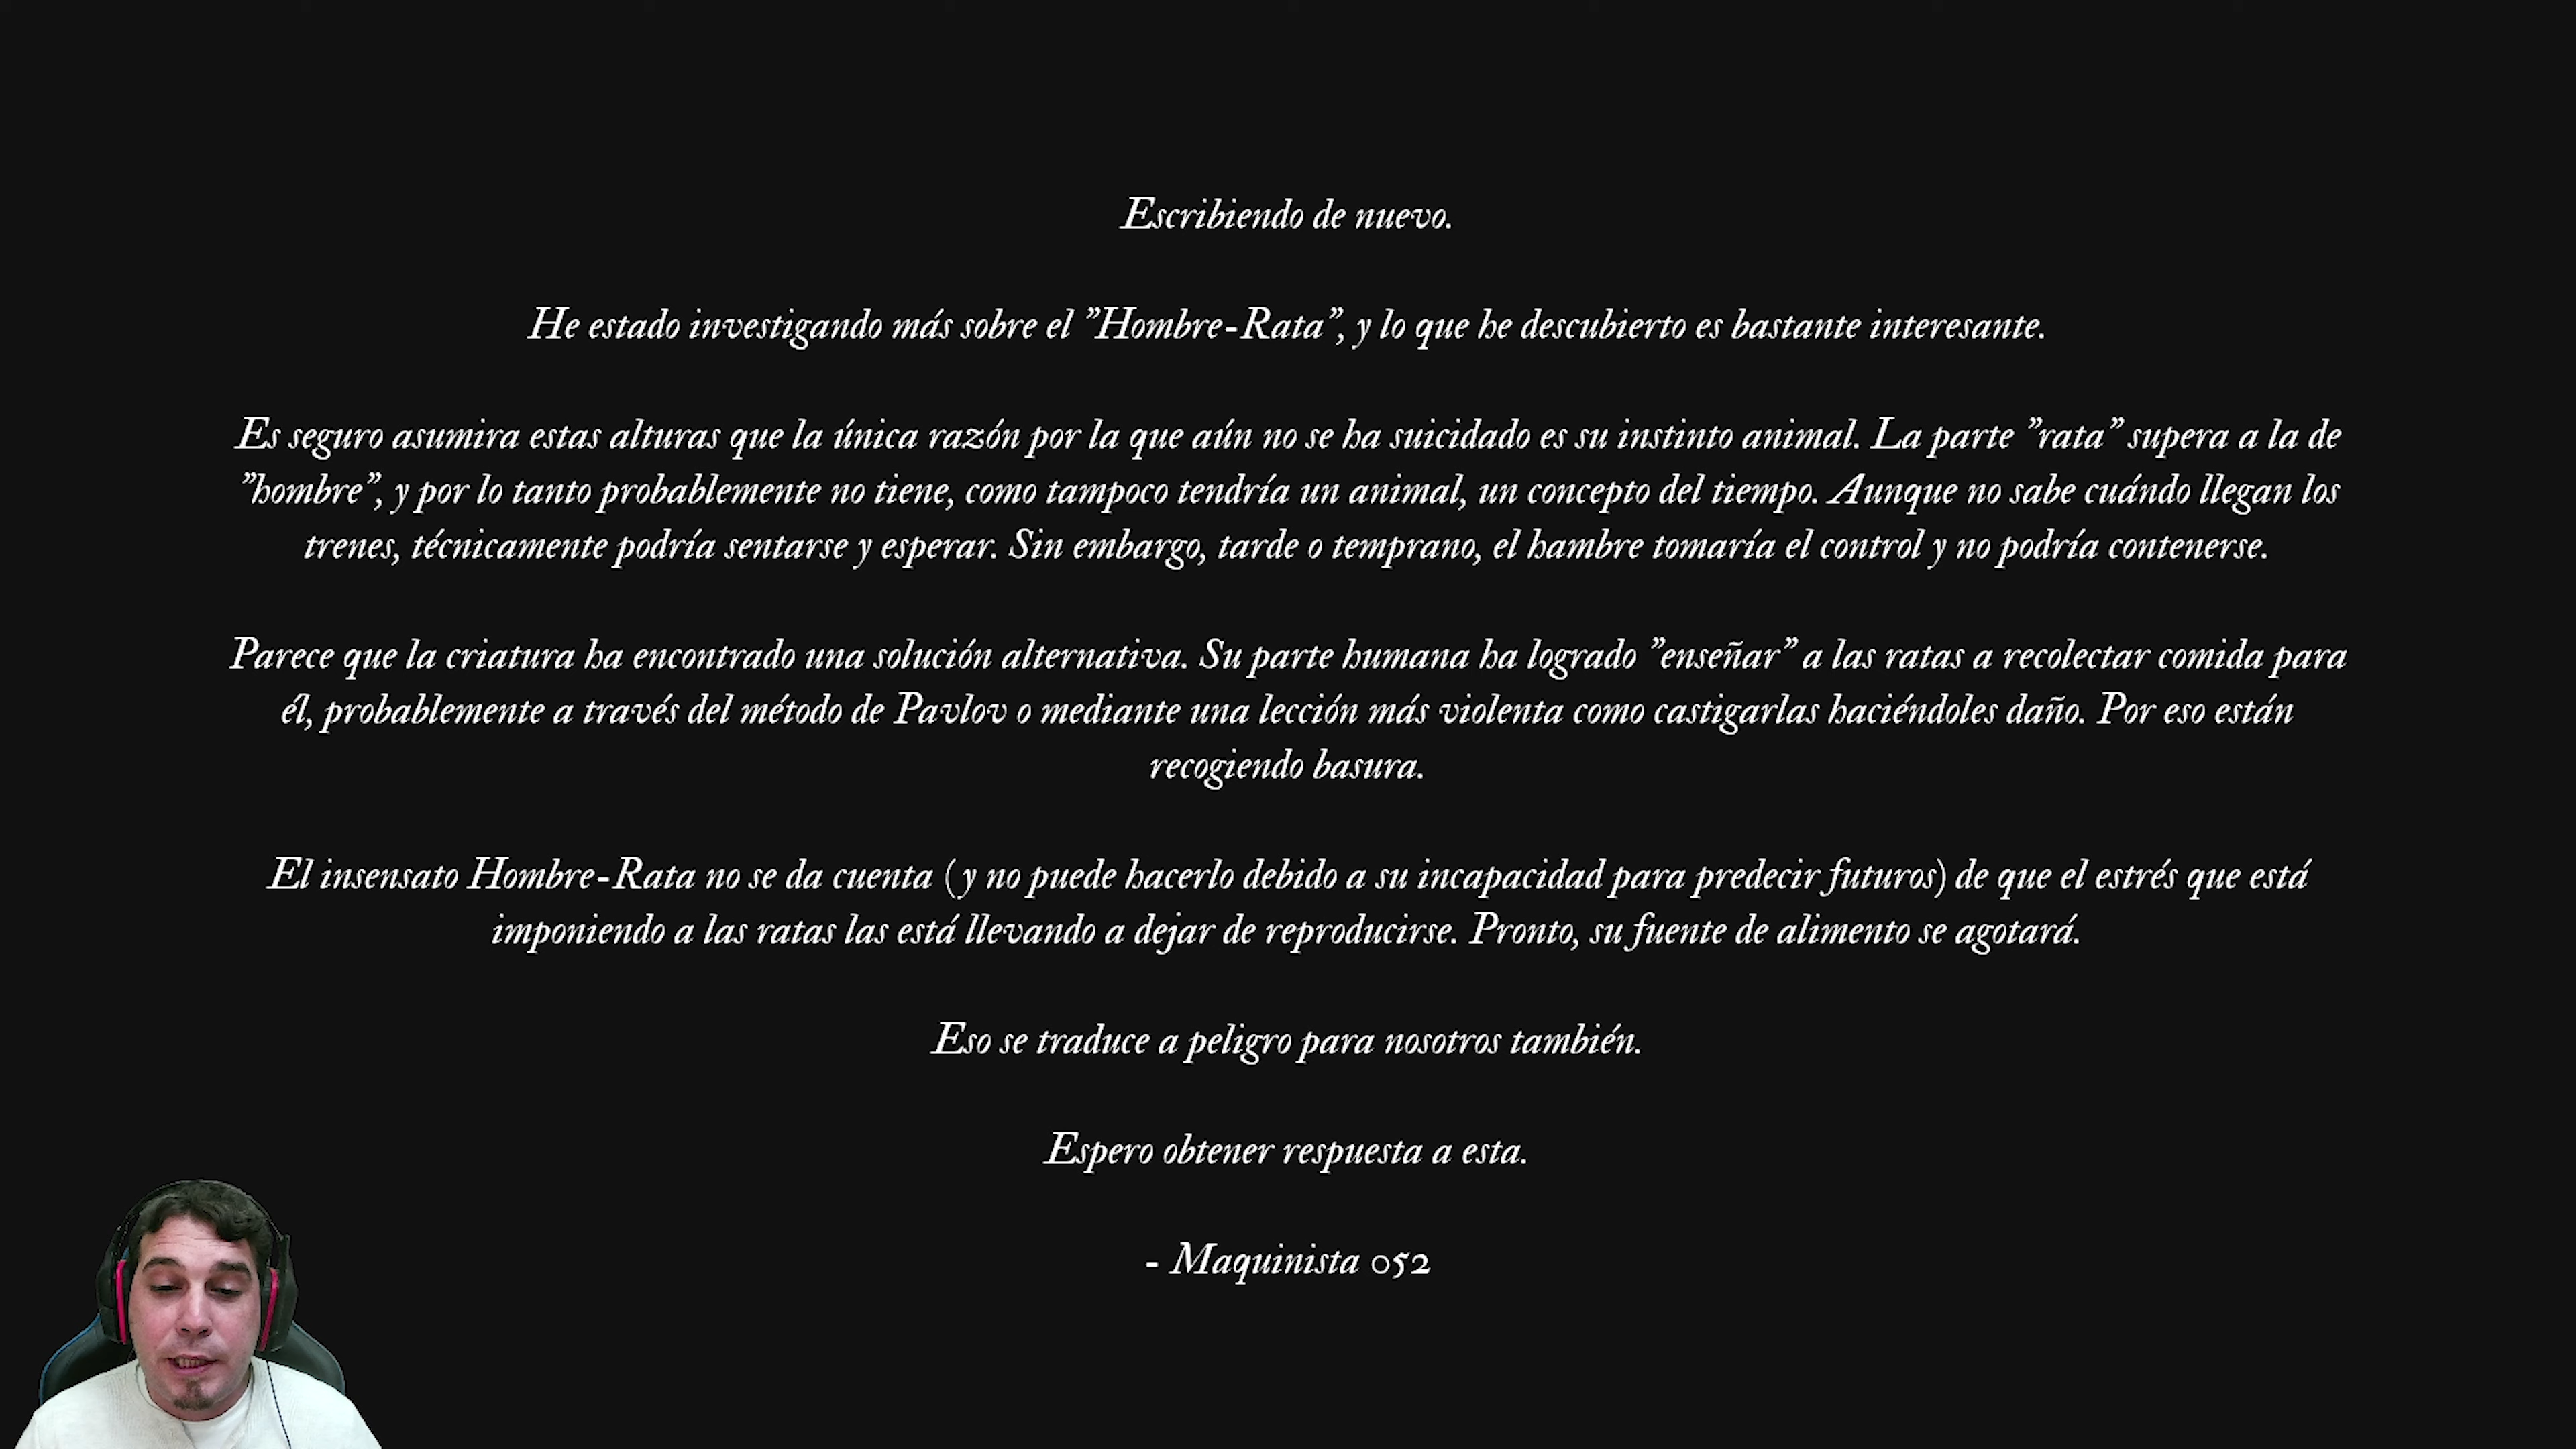 Escribiendo de nuevo.
He estado investigando más sobre el "Hombre-Rata", y lo que he descubierto es bastante interesante.
Es seguro asumira estas alturas que la única razón por la que aún no se ha suicidado es su instinto animal. La parte "rata" supera a la de
"hombre", y por lo tanto probablemente no tiene, como tampoco tendría un animal, un concepto del tiempo. Aunque no sabe cuándo llegan los
trenes, técnicamente podría sentarse y esperar. Sin embargo, tarde o temprano, el hambre tomaría el control y no podría contenerse.
Parece que la criatura ha encontrado una solución alternativa. Su parte humana ha logrado "enseñar" a las ratas a recolectar comida para
él, probablemente a través del método de Pavlov o mediante una lección más violenta como castigarlas haciéndoles daño. Por eso están
recogiendo basura.
El insensato Hombre-Rata no se da cuenta (y no puede hacerlo debido a su incapacidad para predecir futuros) de que el estrés que está
imponiendo a las ratas las está llevando a dejar de reproducirse. Pronto, su fuente de alimento se agotará.
Eso se traduce a peligro para nosotros también.
Espero obtener respuesta a esta.
- Maquinista 052